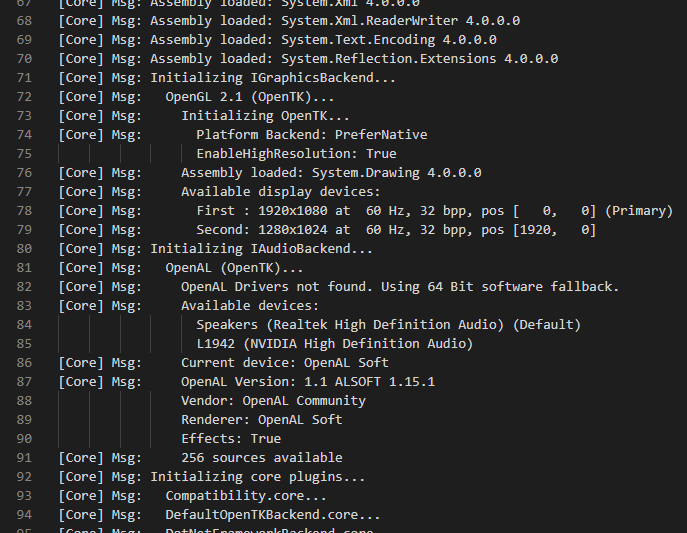 67 [Core] Msg: Assembly loaded: System.Xml 4.0.0.0
68 [Core] Msg: Assembly loaded: System.Xml.ReaderWriter 4.0.0.0
69 [Core] Msg: Assembly loaded: System.Text.Encoding 4.0.0.0
70 [Core] Msg: Assembly loaded: System.Reflection.Extensions 4.0.0.0
71 [Core] Msg: Initializing IGraphicsBackend...
72 [Core] Msg:   OpenGL 2.1 (OpenTK)...
73 [Core] Msg:     Initializing OpenTK...
74 [Core] Msg:       Platform Backend: PreferNative
75                   EnableHighResolution: True
76 [Core] Msg:     Assembly loaded: System.Drawing 4.0.0.0
77 [Core] Msg:     Available display devices:
78 [Core] Msg:       First : 1920x1080 at  60 Hz, 32 bpp, pos [   0,   0] (Primary)
79 [Core] Msg:       Second: 1280x1024 at  60 Hz, 32 bpp, pos [1920,   0]
80 [Core] Msg: Initializing IAudioBackend...
81 [Core] Msg:   OpenAL (OpenTK)...
82 [Core] Msg:     OpenAL Drivers not found. Using 64 Bit software fallback.
83 [Core] Msg:     Available devices:
84                   Speakers (Realtek High Definition Audio) (Default)
85                   L1942 (NVIDIA High Definition Audio)
86 [Core] Msg:     Current device: OpenAL Soft
87 [Core] Msg:     OpenAL Version: 1.1 ALSOFT 1.15.1
88                 Vendor: OpenAL Community
89                 Renderer: OpenAL Soft
90                 Effects: True
91 [Core] Msg:     256 sources available
92 [Core] Msg: Initializing core plugins...
93 [Core] Msg:   Compatibility.core...
94 [Core] Msg:   DefaultOpenTKBackend.core...
95 [Core] Msg:   DotNetFrameworkBackend.core